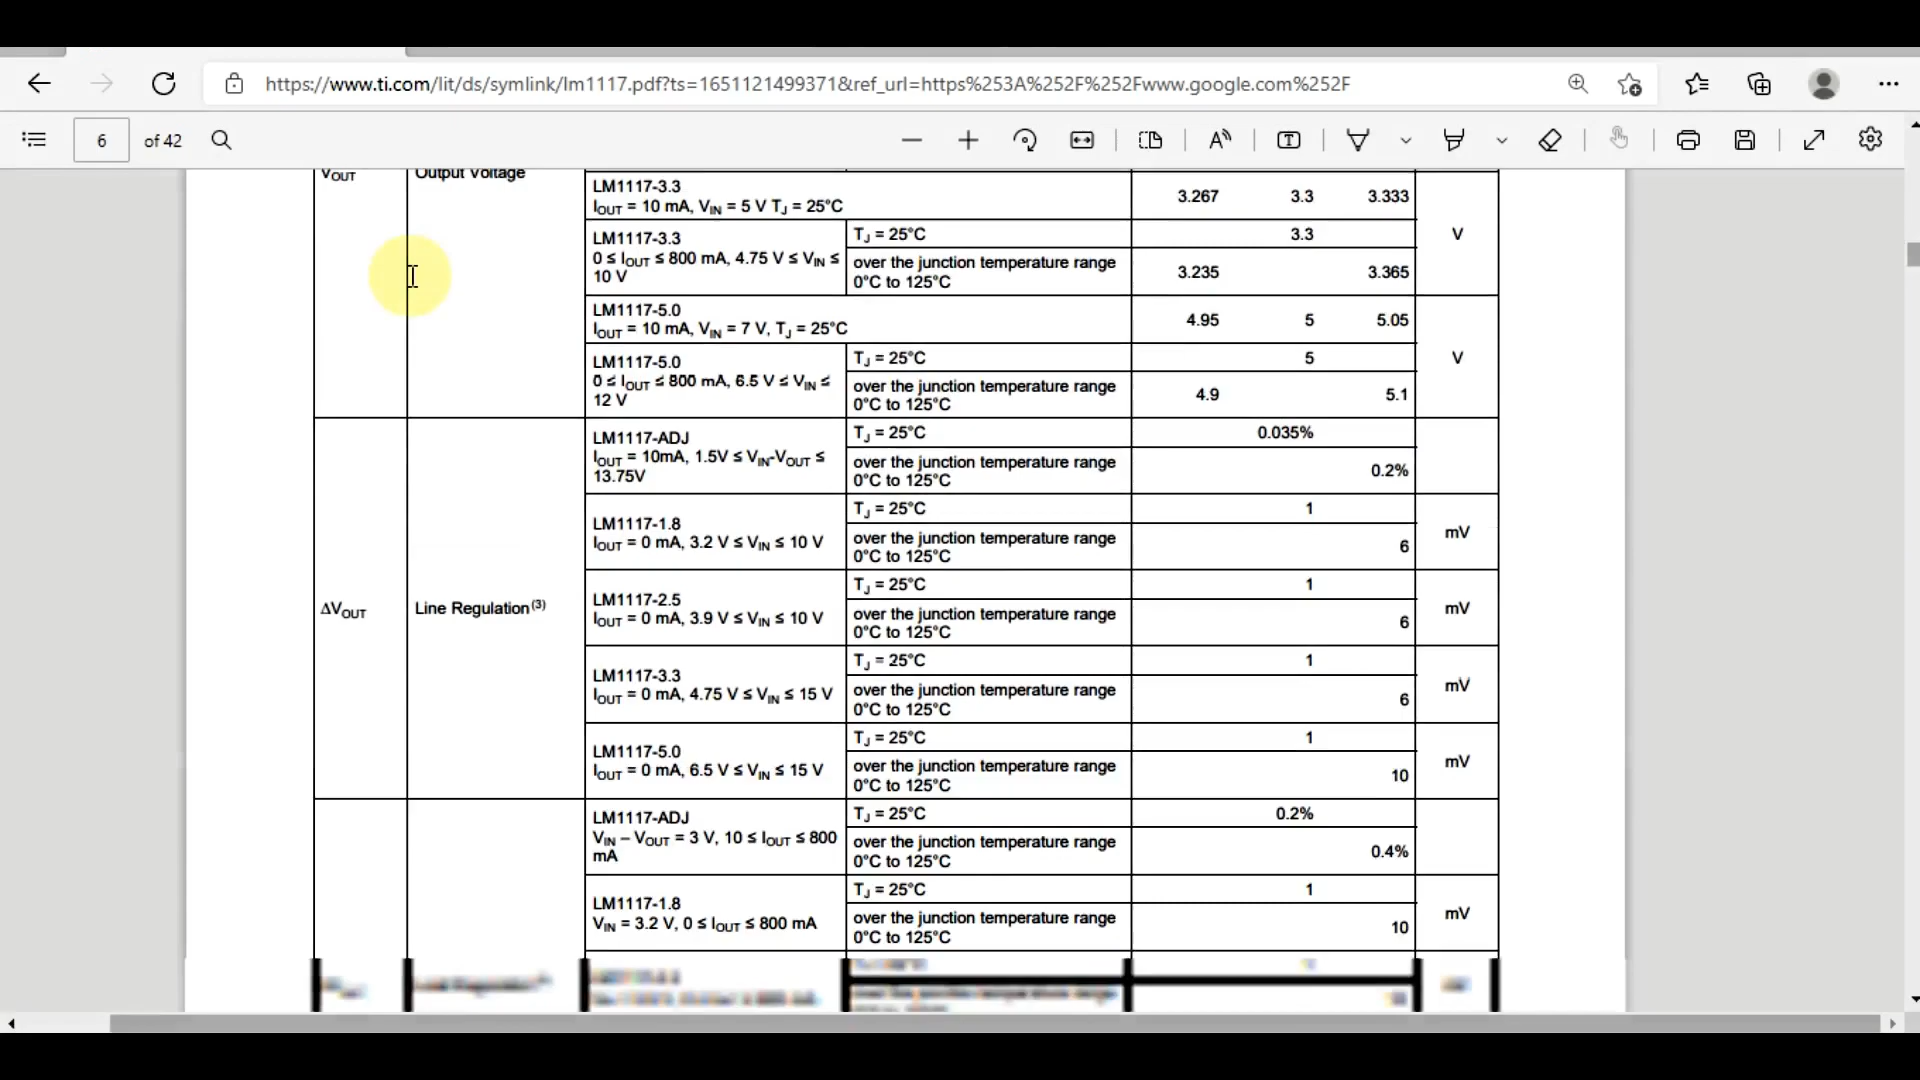 https://www.ti.com/lit/ds/symlink/lm1117.pdf?ts=1651121499371&ref_url=https%253A%252F%252Fwww.google.com%252F
6 of 42
VOUT Output Voltage
LM1117-3.3
IOUT = 10 mA, VIN = 5 V TJ = 25°C
3.267 3.3 3.333
V
LM1117-3.3
0 ≤ IOUT ≤ 800 mA, 4.75 V ≤ VIN ≤
10 V
TJ = 25°C
3.3
over the junction temperature range
0°C to 125°C
3.235 3.365
LM1117-5.0
IOUT = 10 mA, VIN = 7 V, TJ = 25°C
4.95 5 5.05
V
LM1117-5.0
0 ≤ IOUT ≤ 800 mA, 6.5 V ≤ VIN ≤
12 V
TJ = 25°C
5
over the junction temperature range
0°C to 125°C
4.9 5.1
ΔVOUT Line Regulation(3)
LM1117-ADJ
IOUT = 10mA, 1.5V ≤ VIN-VOUT ≤
13.75V
TJ = 25°C
0.035%
over the junction temperature range
0°C to 125°C
0.2%
LM1117-1.8
IOUT = 0 mA, 3.2 V ≤ VIN ≤ 10 V
TJ = 25°C
1
over the junction temperature range
0°C to 125°C
6
mV
LM1117-2.5
IOUT = 0 mA, 3.9 V ≤ VIN ≤ 10 V
TJ = 25°C
1
over the junction temperature range
0°C to 125°C
6
mV
LM1117-3.3
IOUT = 0 mA, 4.75 V ≤ VIN ≤ 15 V
TJ = 25°C
1
over the junction temperature range
0°C to 125°C
6
mV
LM1117-5.0
IOUT = 0 mA, 6.5 V ≤ VIN ≤ 15 V
TJ = 25°C
1
over the junction temperature range
0°C to 125°C
10
mV
LM1117-ADJ
VIN – VOUT = 3 V, 10 ≤ IOUT ≤ 800
mA
TJ = 25°C
0.2%
over the junction temperature range
0°C to 125°C
0.4%
LM1117-1.8
VIN = 3.2 V, 0 ≤ IOUT ≤ 800 mA
TJ = 25°C
1
over the junction temperature range
0°C to 125°C
10
mV